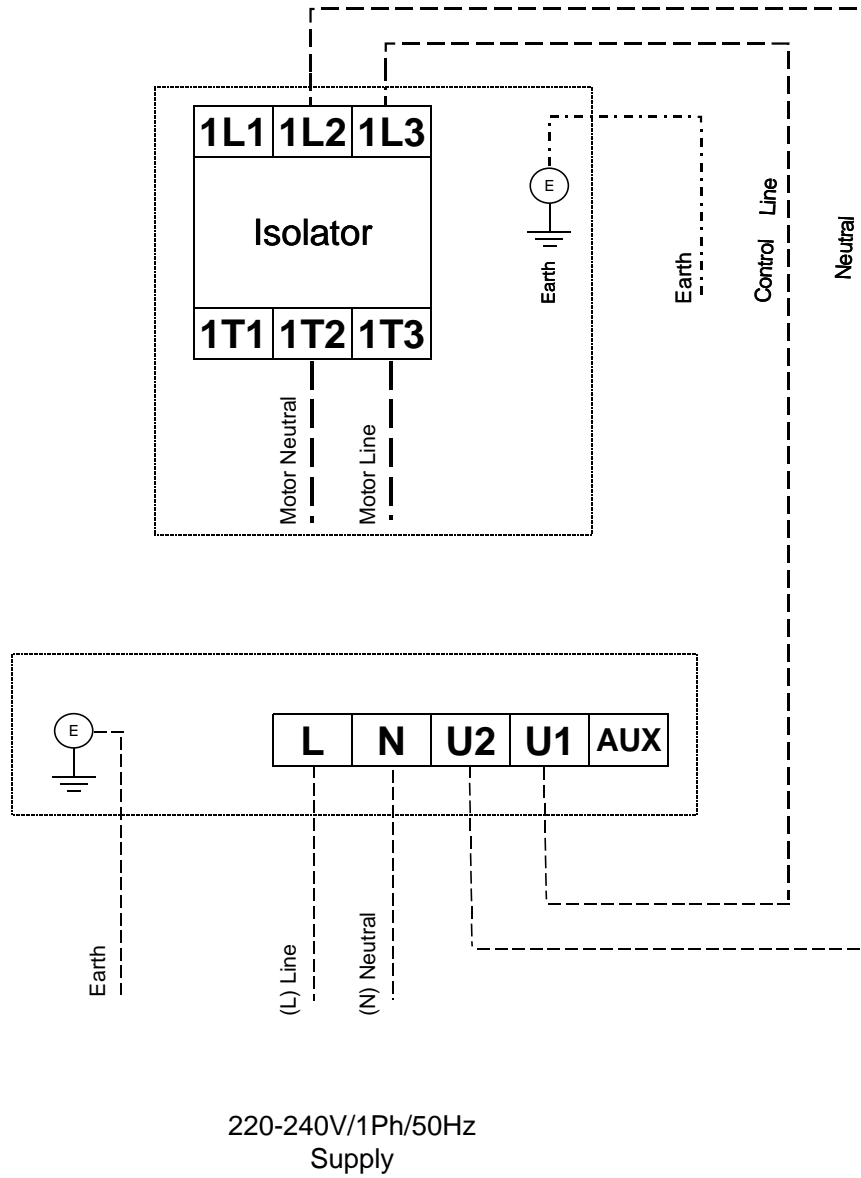 1L1 1L2 1L3
E
Isolator
Earth
Earth
Control Line
Neutral
1T1 1T2 1T3
Motor Neutral
Motor Line
E
L N U2 U1 AUX
Earth
(L) Line
(N) Neutral
220-240V/1Ph/50Hz
Supply